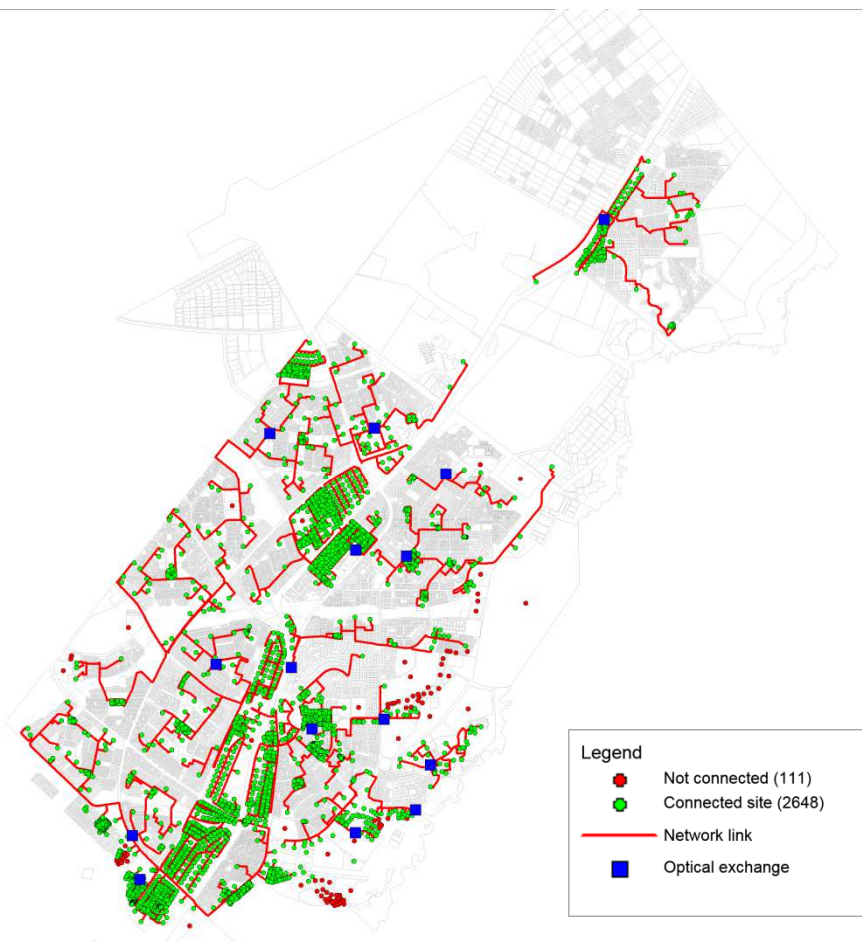 Legend
Not connected (111)
Connected site (2648)
Network link
Optical exchange